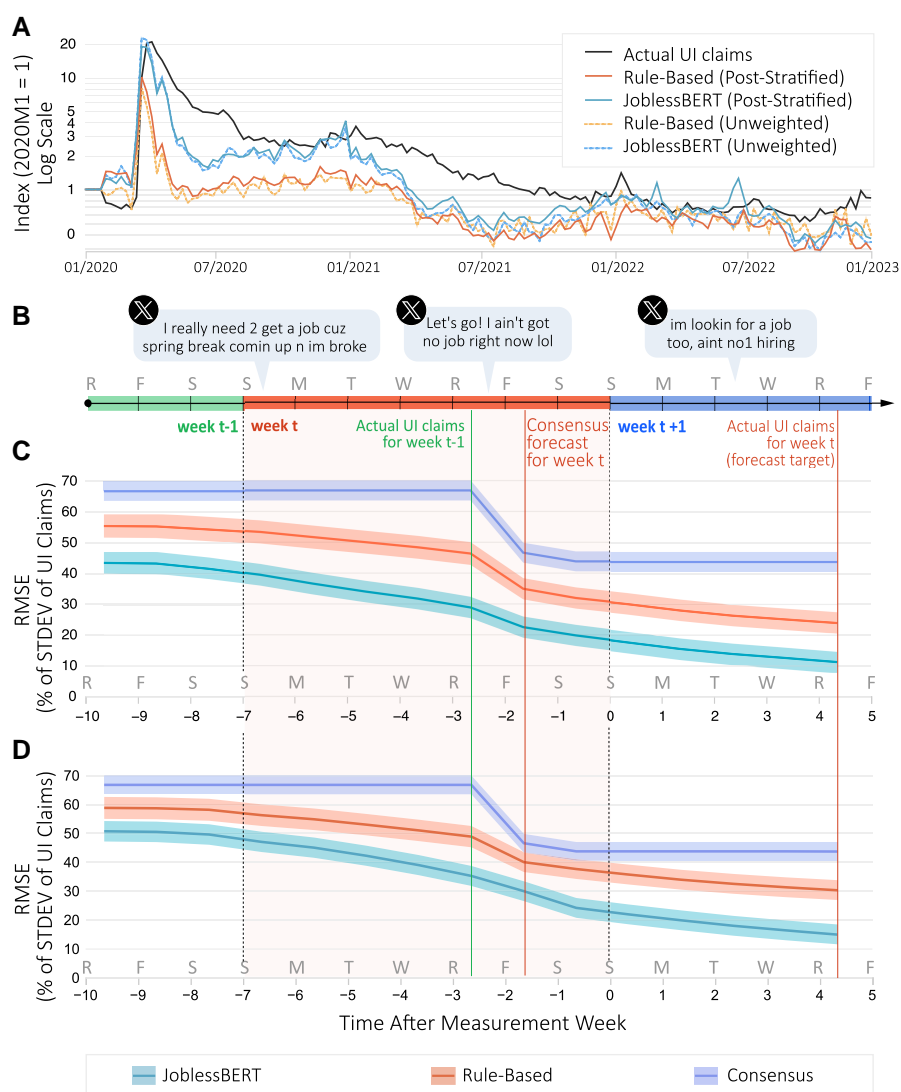 A
Index (2020M1 = 1)
Log Scale
20
10
5
4
3
2
1
0
01/2020
07/2020
01/2021
07/2021
01/2022
07/2022
01/2023
Actual UI claims
Rule-Based (Post-Stratified)
JoblessBERT (Post-Stratified)
Rule-Based (Unweighted)
JoblessBERT (Unweighted)
B
I really need 2 get a job cuz
spring break comin up n im broke
Let's go! I ain't got
no job right now lol
im lookin for a job
too, aint no1 hiring
R F S S M T W R F S S M T W R F
week t-1
week t
Actual UI claims
for week t-1
Consensus
forecast
for week t
week t +1
Actual UI claims
for week t
(forecast target)
C
RMSE
(% of STDEV of UI Claims)
70
60
50
40
30
20
10
0
R F S S M T W R F S S M T W R F
−10 −9 −8 −7 −6 −5 −4 −3 −2 −1 0 1 2 3 4 5
D
RMSE
(% of STDEV of UI Claims)
70
60
50
40
30
20
10
0
R F S S M T W R F S S M T W R F
−10 −9 −8 −7 −6 −5 −4 −3 −2 −1 0 1 2 3 4 5
Time After Measurement Week
JoblessBERT
Rule-Based
Consensus